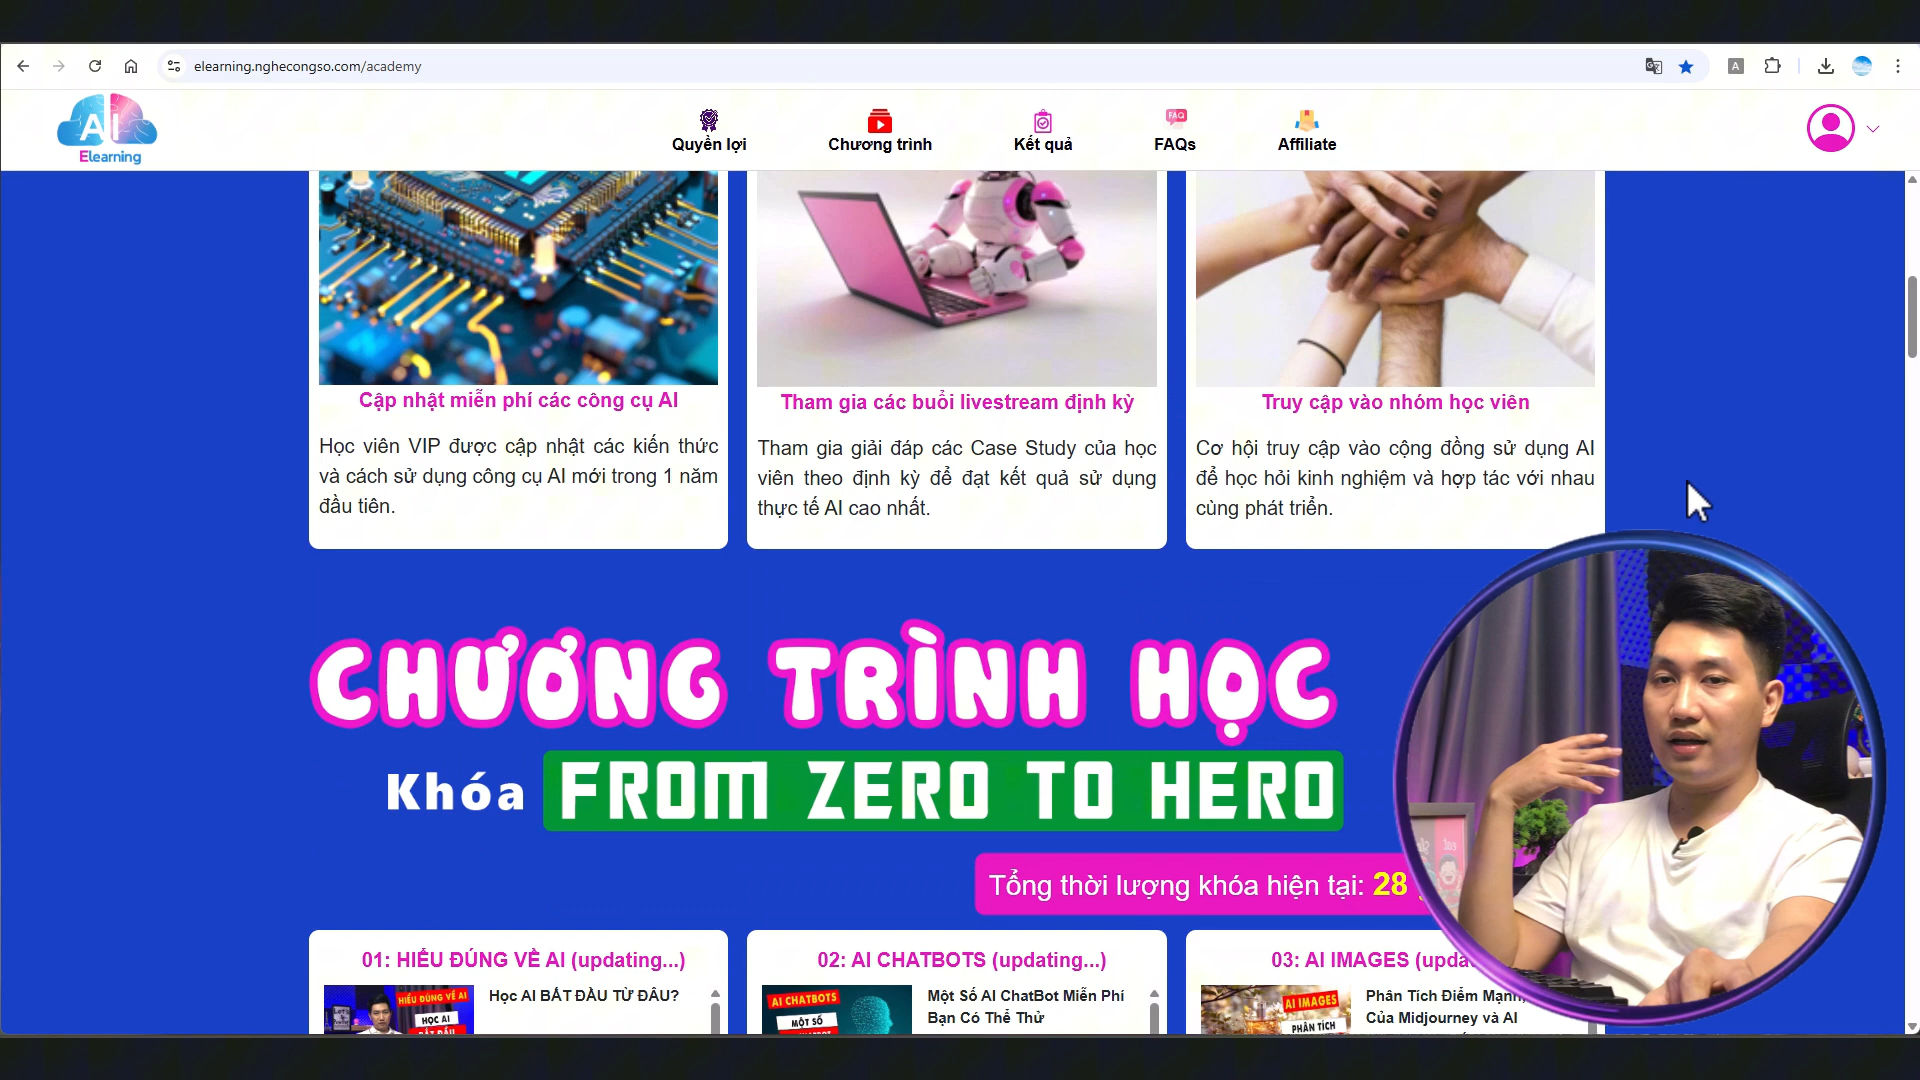 elearning.nghecongso.com/academy
A
AI
Elearning
Quyền lợi
Chương trình
Kết quả
FAQ
FAQs
Affiliate
Cập nhật miễn phí các công cụ AI
Học viên VIP được cập nhật các kiến thức
và cách sử dụng công cụ AI mới trong 1 năm
đầu tiên.
Tham gia các buổi livestream định kỳ
Tham gia giải đáp các Case Study của học
viên theo định kỳ để đạt kết quả sử dụng
thực tế AI cao nhất.
Truy cập vào nhóm học viên
Cơ hội truy cập vào cộng đồng sử dụng AI
để học hỏi kinh nghiệm và hợp tác với nhau
cùng phát triển.
CHƯƠNG TRÌNH HỌC
Khóa FROM ZERO TO HERO
Tổng thời lượng khóa hiện tại: 28
01: HIỂU ĐÚNG VỀ AI (updating...)
HIỂU ĐÚNG VỀ AI
HỌC AI
BẮT ĐẦU
Học AI BẮT ĐẦU TỪ ĐÂU?
02: AI CHATBOTS (updating...)
AI CHATBOTS
MỘT SỐ
Một Số AI ChatBot Miễn Phí
Bạn Có Thể Thử
03: AI IMAGES
AI IMAGES
PHÂN TÍCH
Phân Tích Điểm Mạnh,
Của Midjourney và AI